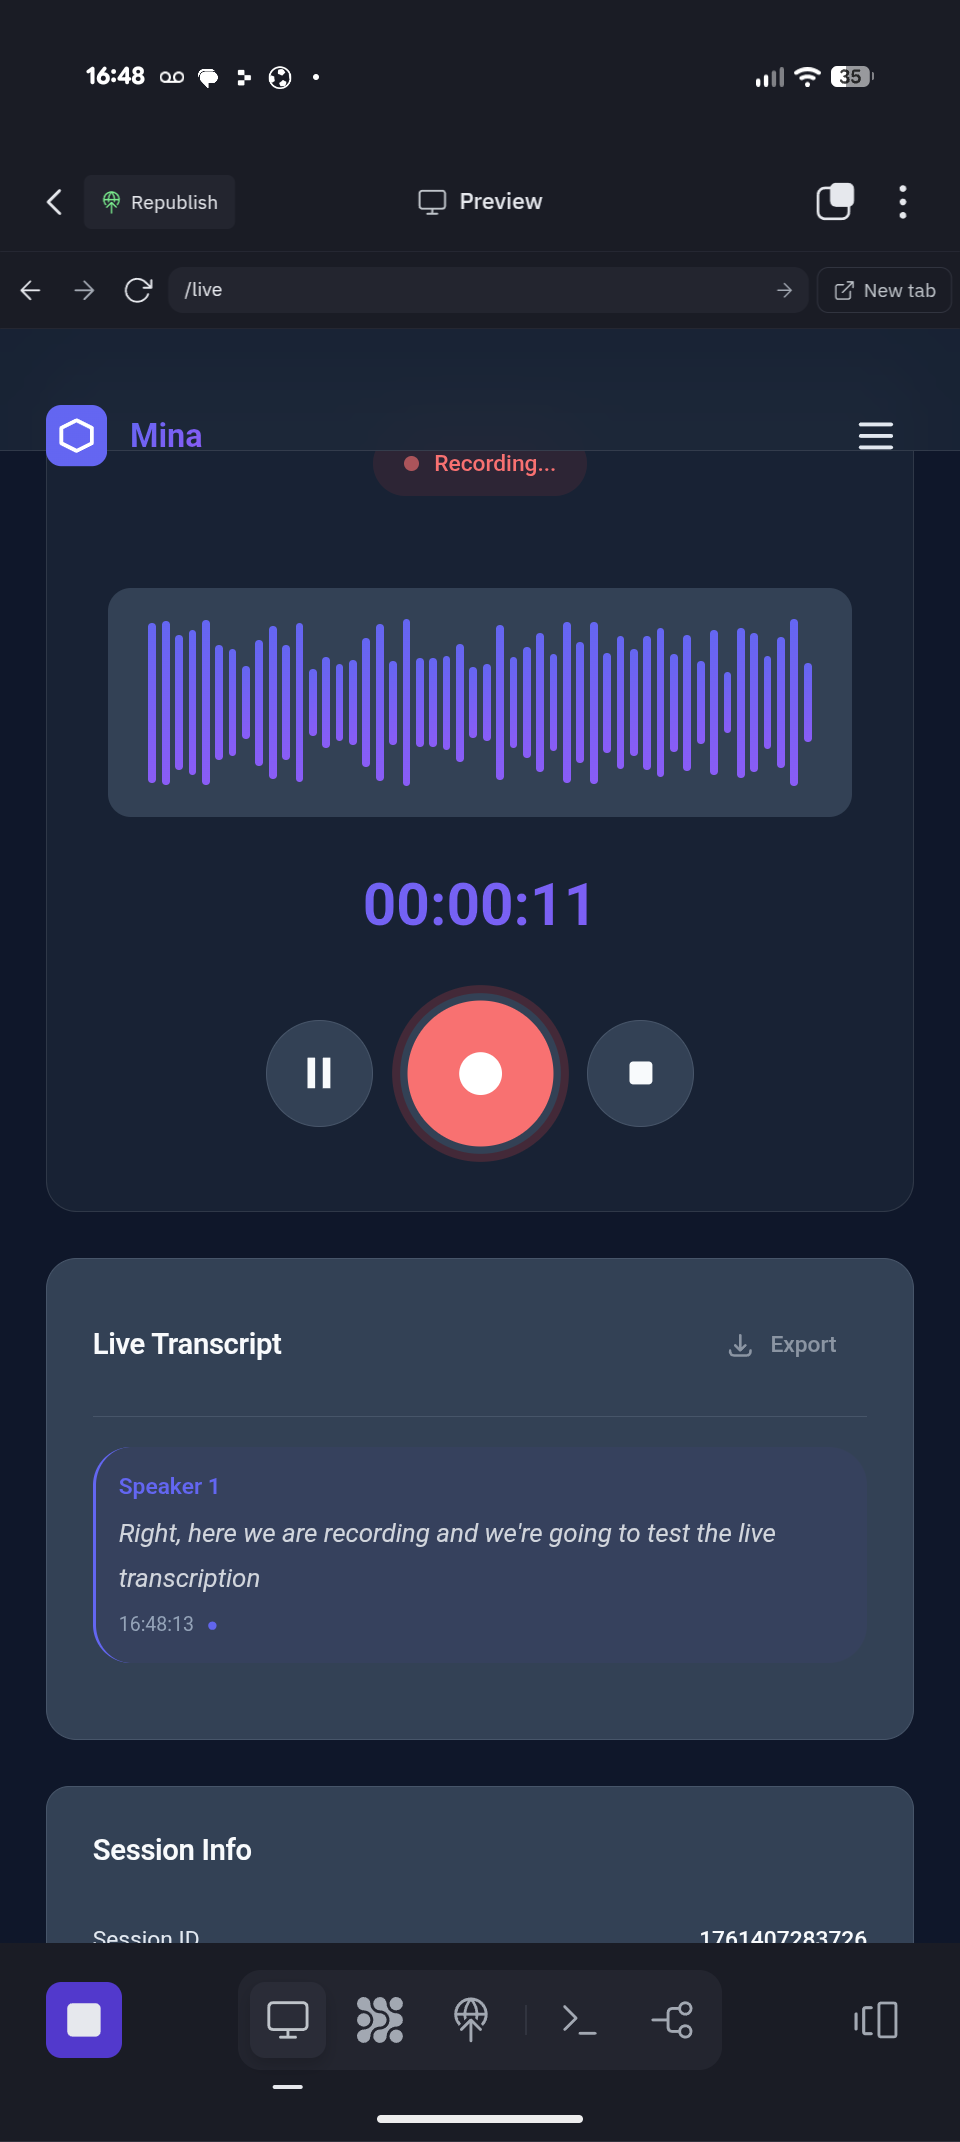 16:48
35
Republish
Preview
/live
New tab
Mina
Recording...
00:00:11
Live Transcript
Export
Speaker 1
Right, here we are recording and we're going to test the live
transcription
16:48:13
Session Info
Session ID
1761407283726